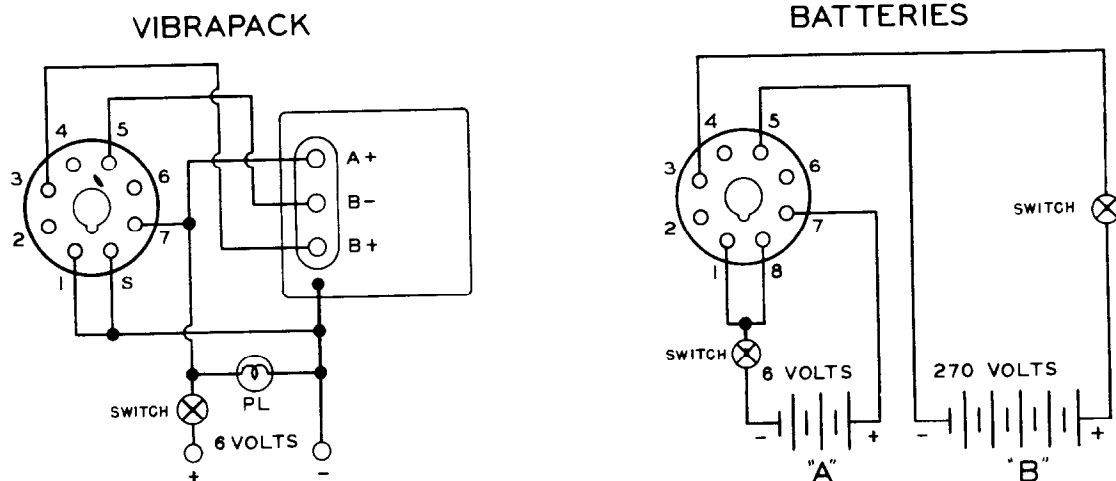 VIBRAPACK
4 5
3 6
2 7
1 S
A+
B-
B+
SWITCH
PL
6 VOLTS
+ -
BATTERIES
4 5
3 6
2 7
1 8
SWITCH
SWITCH
6 VOLTS
270 VOLTS
- +
- +
"A"
"B"